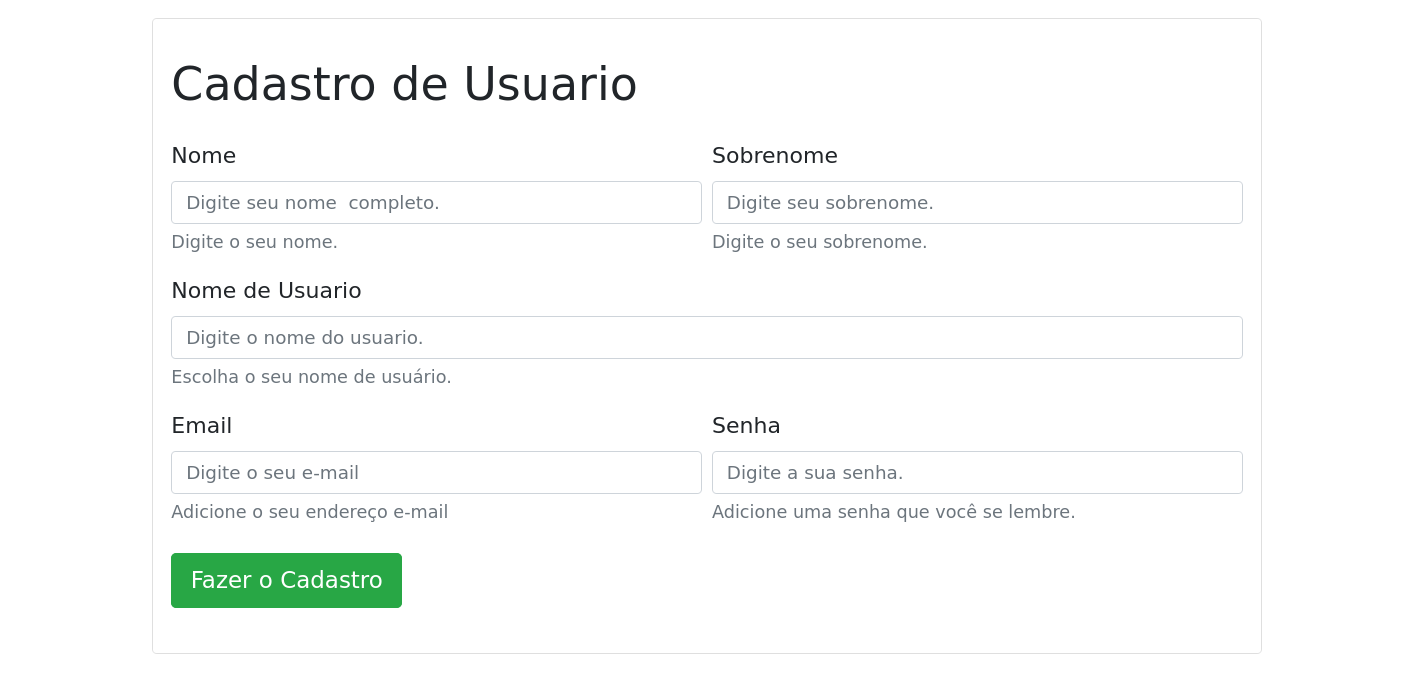 Cadastro de Usuario
Nome
Sobrenome
Digite seu nome  completo.
Digite seu sobrenome.
Digite o seu nome.
Digite o seu sobrenome.
Nome de Usuario
Digite o nome do usuario.
Escolha o seu nome de usuário.
Email
Senha
Digite o seu e-mail
Digite a sua senha.
Adicione o seu endereço e-mail
Adicione uma senha que você se lembre.
Fazer o Cadastro